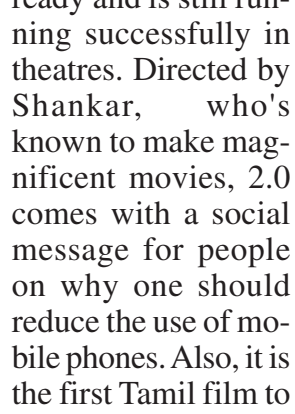 ready and is still run-
ning successfully in
theatres. Directed by
Shankar, who's
known to make mag-
nificent movies, 2.0
comes with a social
message for people
on why one should
reduce the use of mo-
bile phones. Also, it is
the first Tamil film to